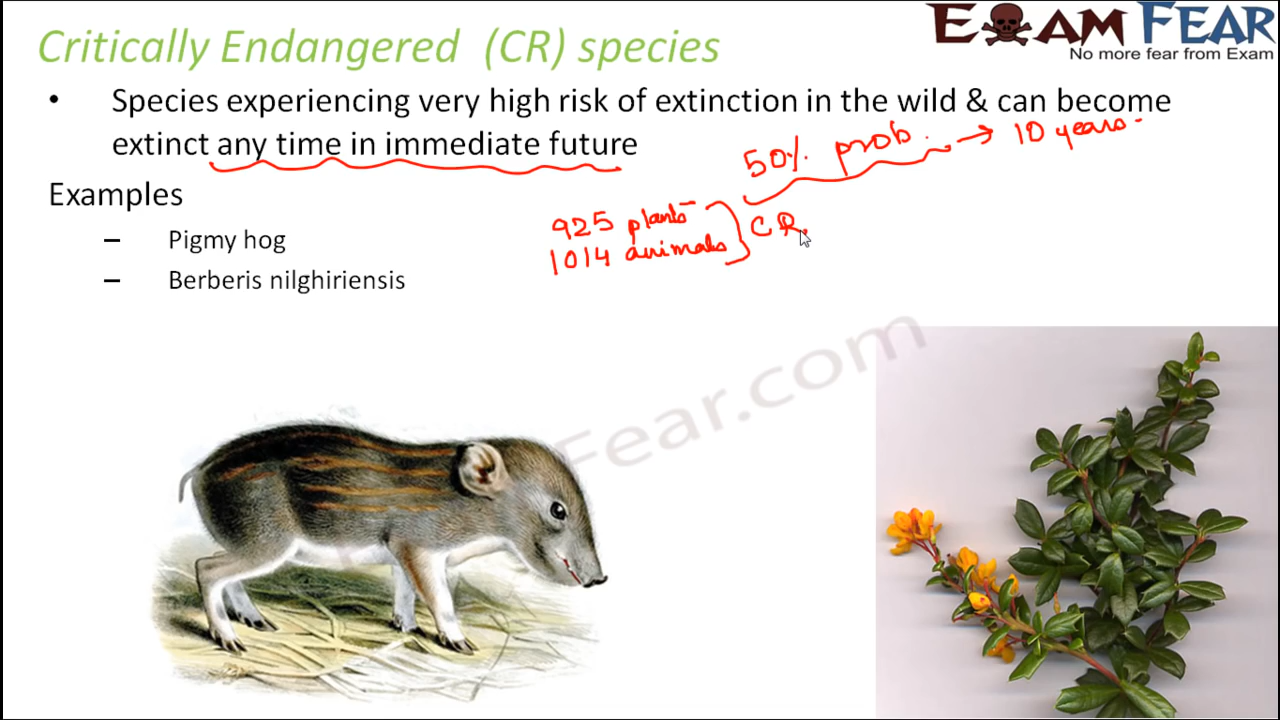 Critically Endangered (CR) species
EXAM FEAR
No more fear from Exam
• Species experiencing very high risk of extinction in the wild & can become
extinct any time in immediate future
50% prob. → 10 years
Examples
925 plants
1014 animals } CR.
– Pigmy hog
– Berberis nilghiriensis
Fear.com